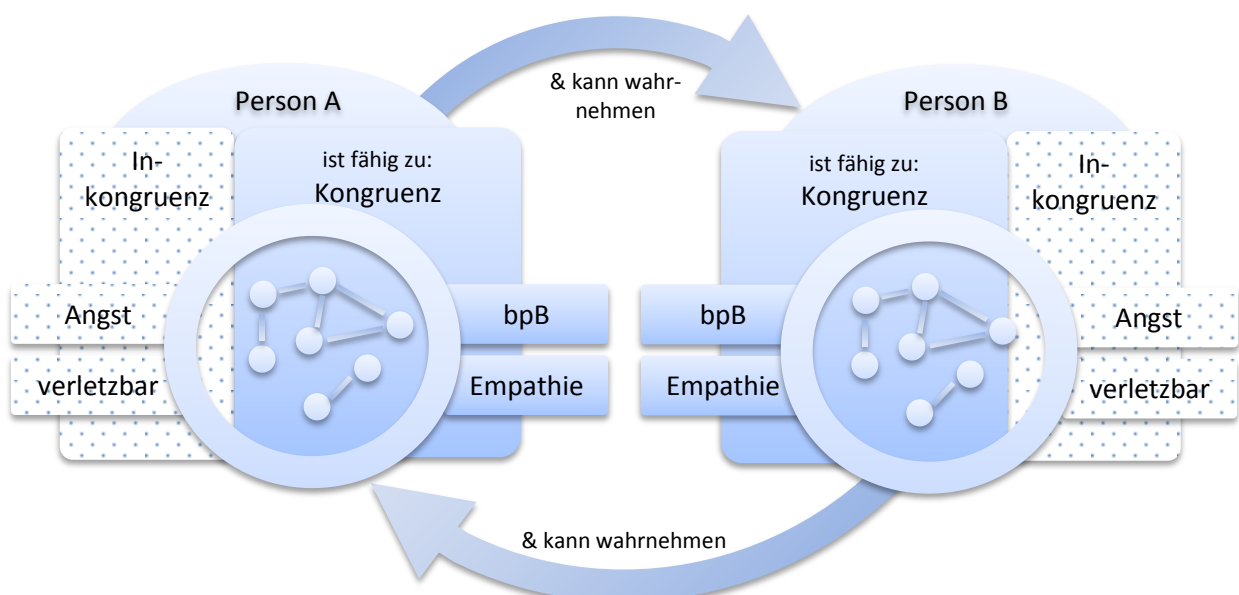 & kann wahr-
nehmen
Person A
In-
kongruenz
ist fähig zu:
Kongruenz
Angst
verletzbar
bpB
Empathie
Person B
ist fähig zu:
Kongruenz
In-
kongruenz
bpB
Empathie
Angst
verletzbar
& kann wahrnehmen